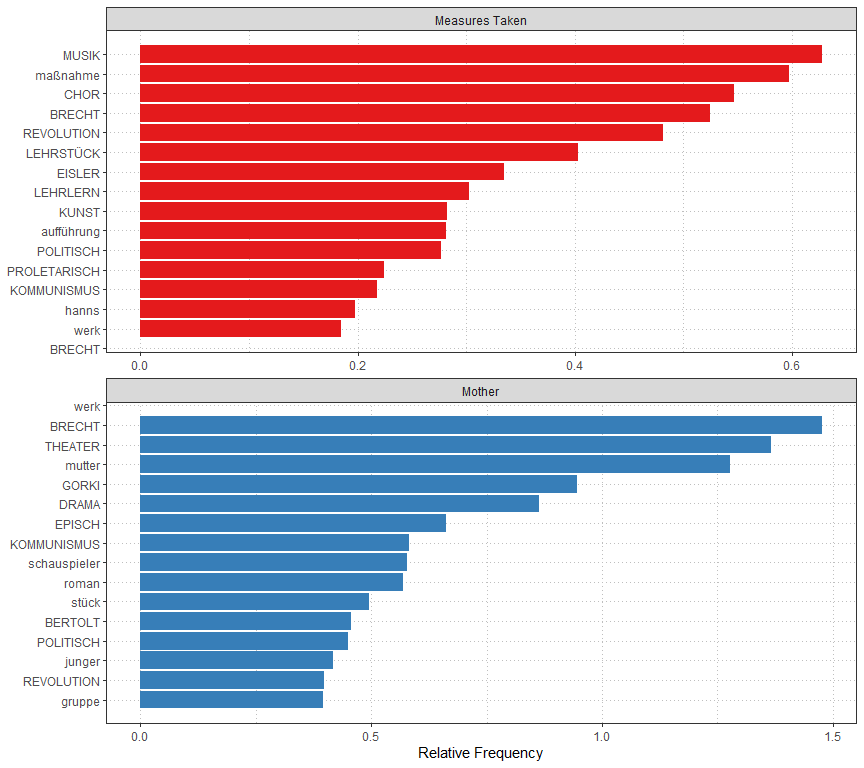 Measures Taken
MUSIK
maßnahme
CHOR
BRECHT
REVOLUTION
LEHRSTÜCK
EISLER
LEHRLERN
KUNST
aufführung
POLITISCH
PROLETARISCH
KOMMUNISMUS
hanns
werk
BRECHT
0.0 0.2 0.4 0.6
Mother
werk
BRECHT
THEATER
mutter
GORKI
DRAMA
EPISCH
KOMMUNISMUS
schauspieler
roman
stück
BERTOLT
POLITISCH
junger
REVOLUTION
gruppe
0.0 0.5 1.0 1.5
Relative Frequency